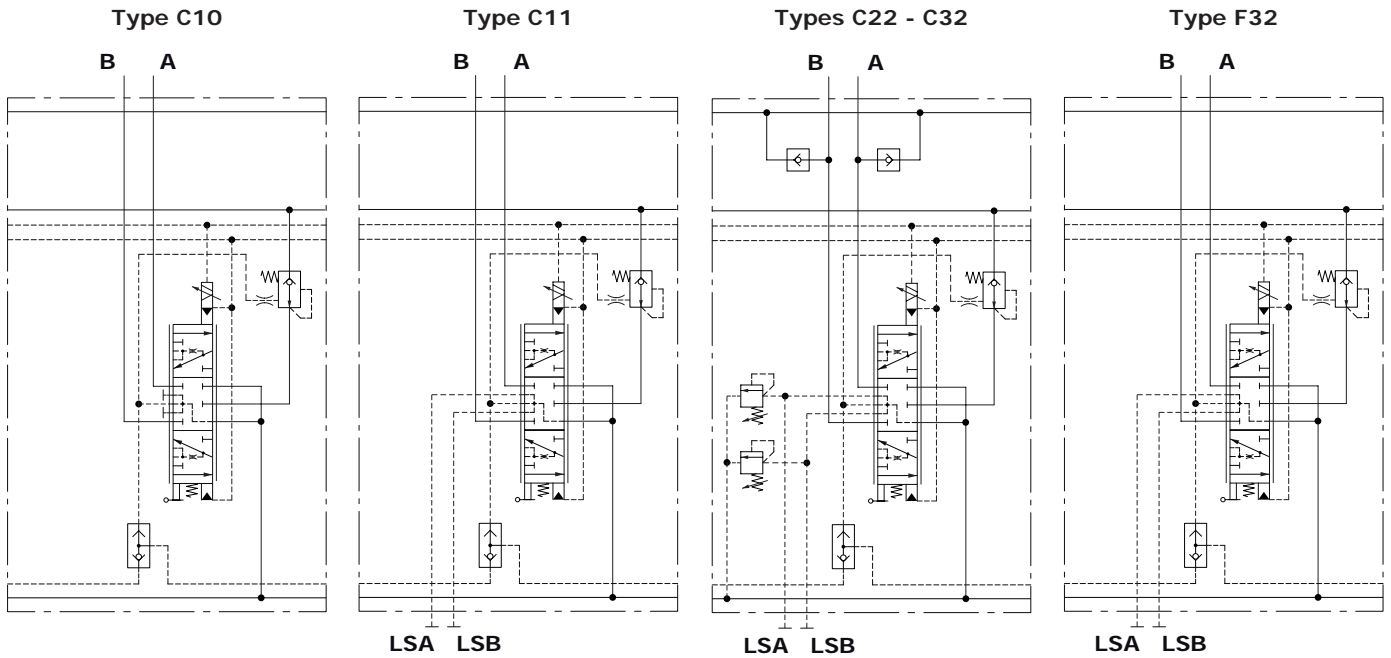 Type C10
Type C11
Types C22 - C32
Type F32
B A
B A
B A
B A
LSA LSB
LSA LSB
LSA LSB